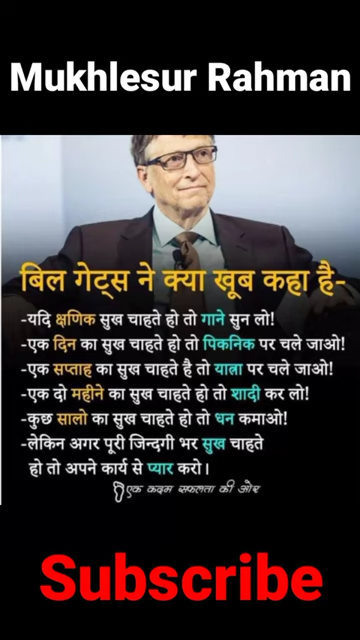 Mukhlesur Rahman
बिल गेट्स ने क्या खूब कहा है-
-यदि क्षणिक सुख चाहते हो तो गाने सुन लो!
-एक दिन का सुख चाहते हो तो पिकनिक पर चले जाओ!
-एक सप्ताह का सुख चाहते है तो यात्रा पर चले जाओ!
-एक दो महीने का सुख चाहते हो तो शादी कर लो!
-कुछ सालो का सुख चाहते हो तो धन कमाओ!
-लेकिन अगर पूरी जिन्दगी भर सुख चाहते
हो तो अपने कार्य से प्यार करो।
एक कदम सफलता की ओर
Subscribe